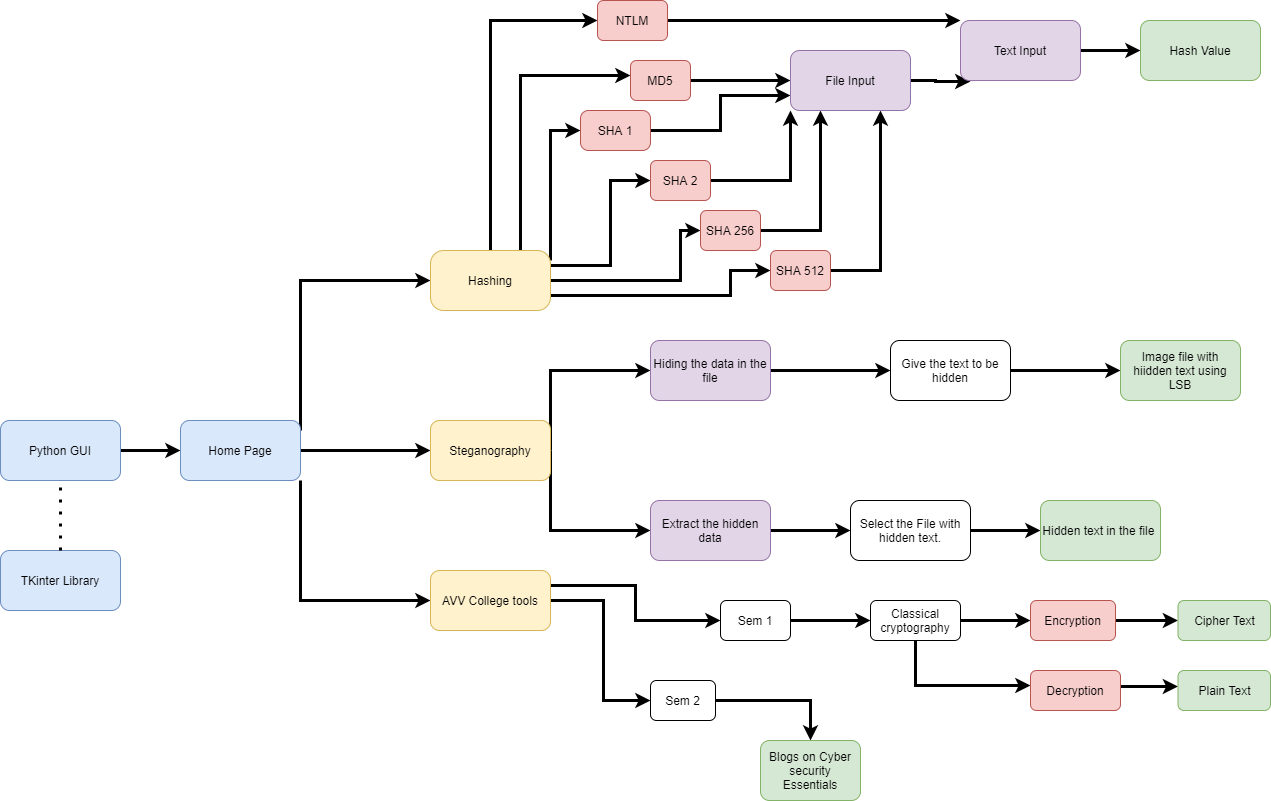 NTLM
Text Input
Hash Value
MD5
File Input
SHA 1
SHA 2
SHA 256
SHA 512
Hashing
Hiding the data in the
file
Give the text to be
hidden
Image file with
hiidden text using
LSB
Python GUI
Home Page
Steganography
Extract the hidden
data
Select the File with
hidden text.
Hidden text in the file
TKinter Library
AVV College tools
Sem 1
Classical
cryptography
Encryption
Cipher Text
Sem 2
Decryption
Plain Text
Blogs on Cyber
security
Essentials